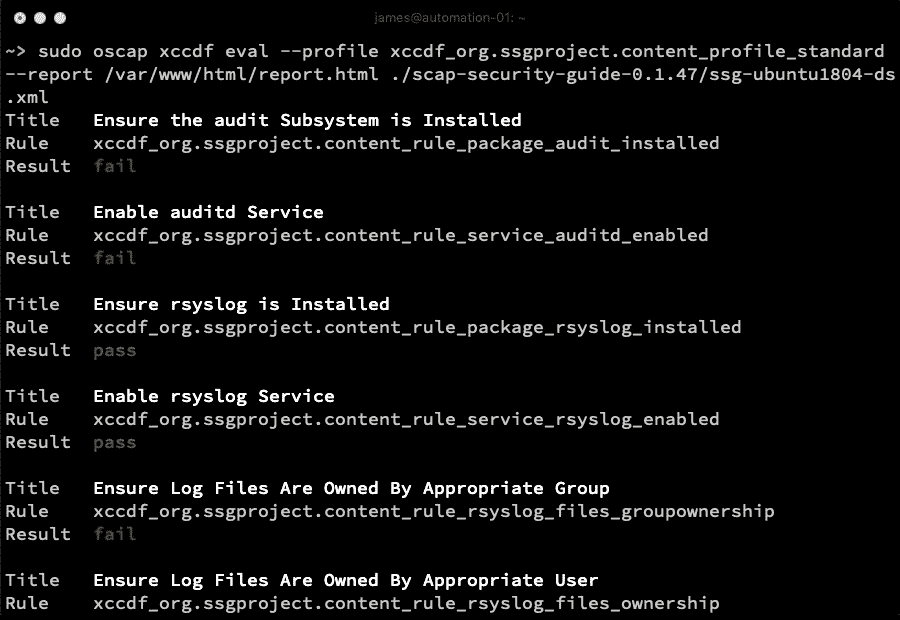 james@automation-01: ~
~> sudo oscap xccdf eval --profile xccdf_org.ssgproject.content_profile_standard
--report /var/www/html/report.html ./scap-security-guide-0.1.47/ssg-ubuntu1804-ds
.xml
Title Ensure the audit Subsystem is Installed
Rule xccdf_org.ssgproject.content_rule_package_audit_installed
Result fail
Title Enable auditd Service
Rule xccdf_org.ssgproject.content_rule_service_auditd_enabled
Result fail
Title Ensure rsyslog is Installed
Rule xccdf_org.ssgproject.content_rule_package_rsyslog_installed
Result pass
Title Enable rsyslog Service
Rule xccdf_org.ssgproject.content_rule_service_rsyslog_enabled
Result pass
Title Ensure Log Files Are Owned By Appropriate Group
Rule xccdf_org.ssgproject.content_rule_rsyslog_files_groupownership
Result fail
Title Ensure Log Files Are Owned By Appropriate User
Rule xccdf_org.ssgproject.content_rule_rsyslog_files_ownership